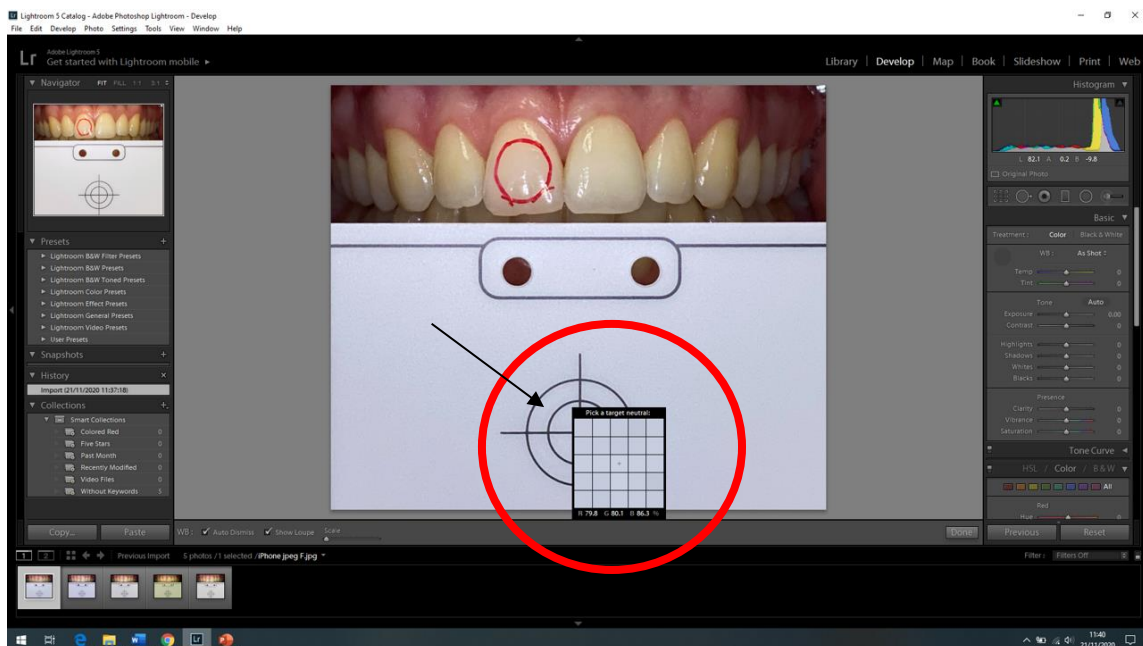 Lightroom 5 Catalog - Adobe Photoshop Lightroom - Develop
File Edit Develop Photo Settings Tools View Window Help
Lr Adobe Lightroom 5
Get started with Lightroom mobile ▸
Library | Develop | Map | Book | Slideshow | Print | Web
Navigator FIT FILL 1:1 3:1
Presets +
Lightroom B&W Filter Presets
Lightroom B&W Presets
Lightroom B&W Toned Presets
Lightroom Color Presets
Lightroom Effect Presets
Lightroom General Presets
Lightroom Video Presets
User Presets
Snapshots +
History ×
Import (21/11/2020 11:37:18)
Collections +
Smart Collections
Colored Red 0
Five Stars 0
Past Month 0
Recently Modified 0
Video Files 0
Without Keywords 5
Copy... Paste
Pick a target neutral:
R 79.8 G 80.1 B 86.3 %
WB: Auto Dismiss Show Loupe Scale
Done
Histogram
L 82.1 A 0.2 B -9.8
Original Photo
Basic
Treatment : Color Black & White
WB : As Shot
Temp 0
Tint 0
Tone Auto
Exposure 0.00
Contrast 0
Highlights 0
Shadows 0
Whites 0
Blacks 0
Presence
Clarity 0
Vibrance 0
Saturation 0
Tone Curve
HSL / Color / B&W
All
Red
Hue 0
Previous Reset
1 2 Previous Import 5 photos / 1 selected / iPhone jpeg F.jpg
Filter : Filters Off
Lr
11:40
21/11/2020